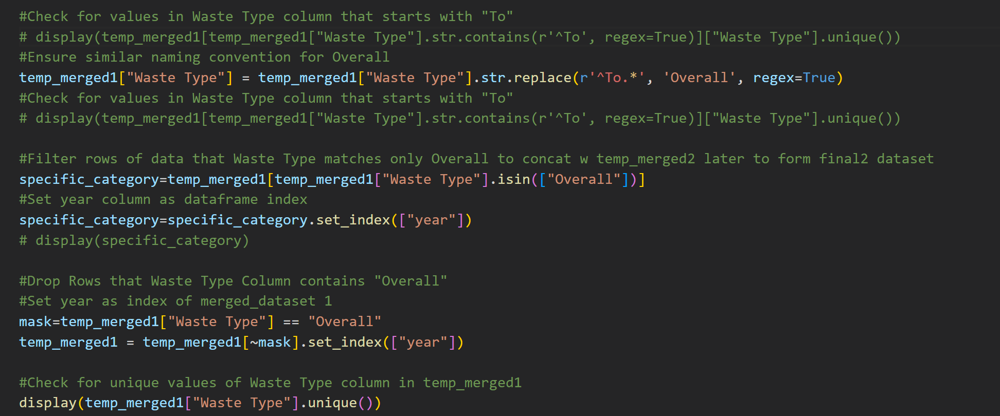 #Check for values in Waste Type column that starts with "To"
# display(temp_merged1[temp_merged1["Waste Type"].str.contains(r'^To', regex=True)]["Waste Type"].unique())
#Ensure similar naming convention for Overall
temp_merged1["Waste Type"] = temp_merged1["Waste Type"].str.replace(r'^To.*', 'Overall', regex=True)
#Check for values in Waste Type column that starts with "To"
# display(temp_merged1[temp_merged1["Waste Type"].str.contains(r'^To', regex=True)]["Waste Type"].unique())
#Filter rows of data that Waste Type matches only Overall to concat w temp_merged2 later to form final2 dataset
specific_category=temp_merged1[temp_merged1["Waste Type"].isin(["Overall"])]
#Set year column as dataframe index
specific_category=specific_category.set_index(["year"])
# display(specific_category)
#Drop Rows that Waste Type Column contains "Overall"
#Set year as index of merged_dataset 1
mask=temp_merged1["Waste Type"] == "Overall"
temp_merged1 = temp_merged1[~mask].set_index(["year"])
#Check for unique values of Waste Type column in temp_merged1
display(temp_merged1["Waste Type"].unique())